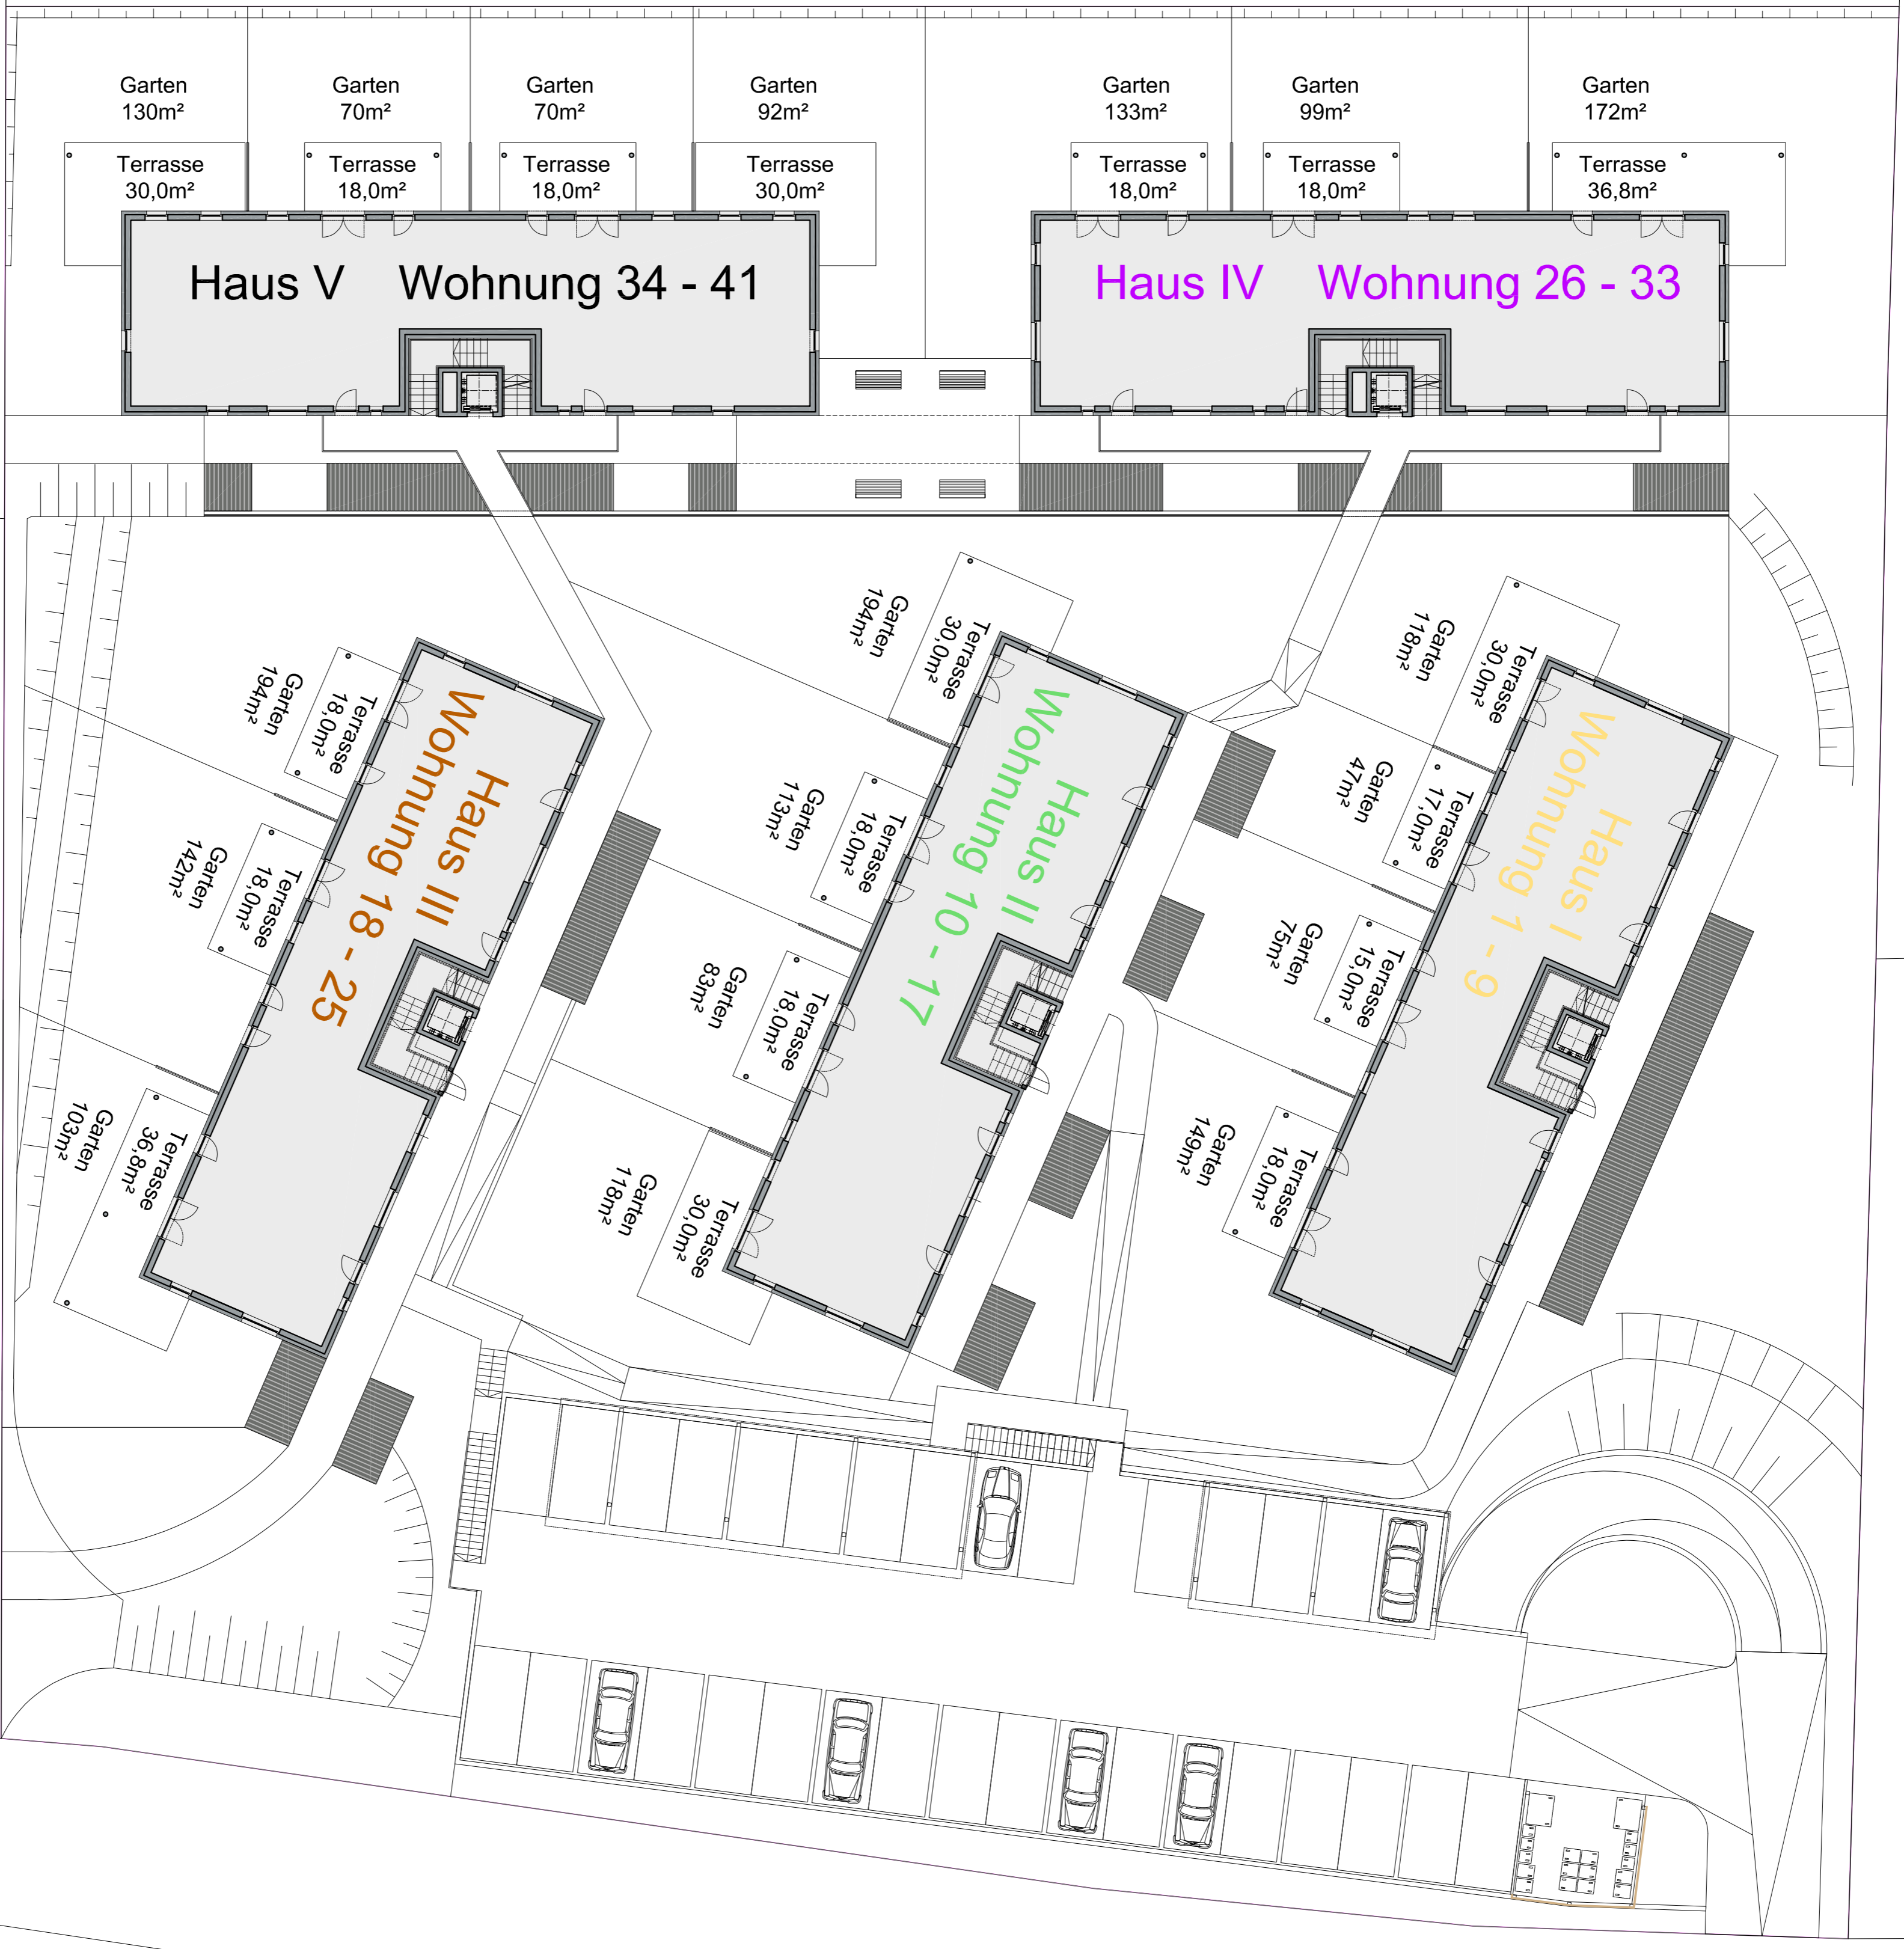 Garten
130m²
Garten
70m²
Garten
70m²
Garten
92m²
Garten
133m²
Garten
99m²
Garten
172m²
Terrasse
30,0m²
Terrasse
18,0m²
Terrasse
18,0m²
Terrasse
30,0m²
Terrasse
18,0m²
Terrasse
18,0m²
Terrasse
36,8m²
Haus V Wohnung 34 - 41
Haus IV Wohnung 26 - 33
Garten
194m²
Terrasse
18,0m²
Garten
142m²
Terrasse
18,0m²
Garten
103m²
Terrasse
36,8m²
Haus III
Wohnung 18 - 25
Garten
194m²
Terrasse
30,0m²
Garten
113m²
Terrasse
18,0m²
Garten
83m²
Terrasse
18,0m²
Garten
118m²
Terrasse
30,0m²
Haus II
Wohnung 10 - 17
Garten
118m²
Terrasse
30,0m²
Garten
47m²
Terrasse
17,0m²
Garten
75m²
Terrasse
15,0m²
Garten
149m²
Terrasse
18,0m²
Haus I
Wohnung 1 - 9